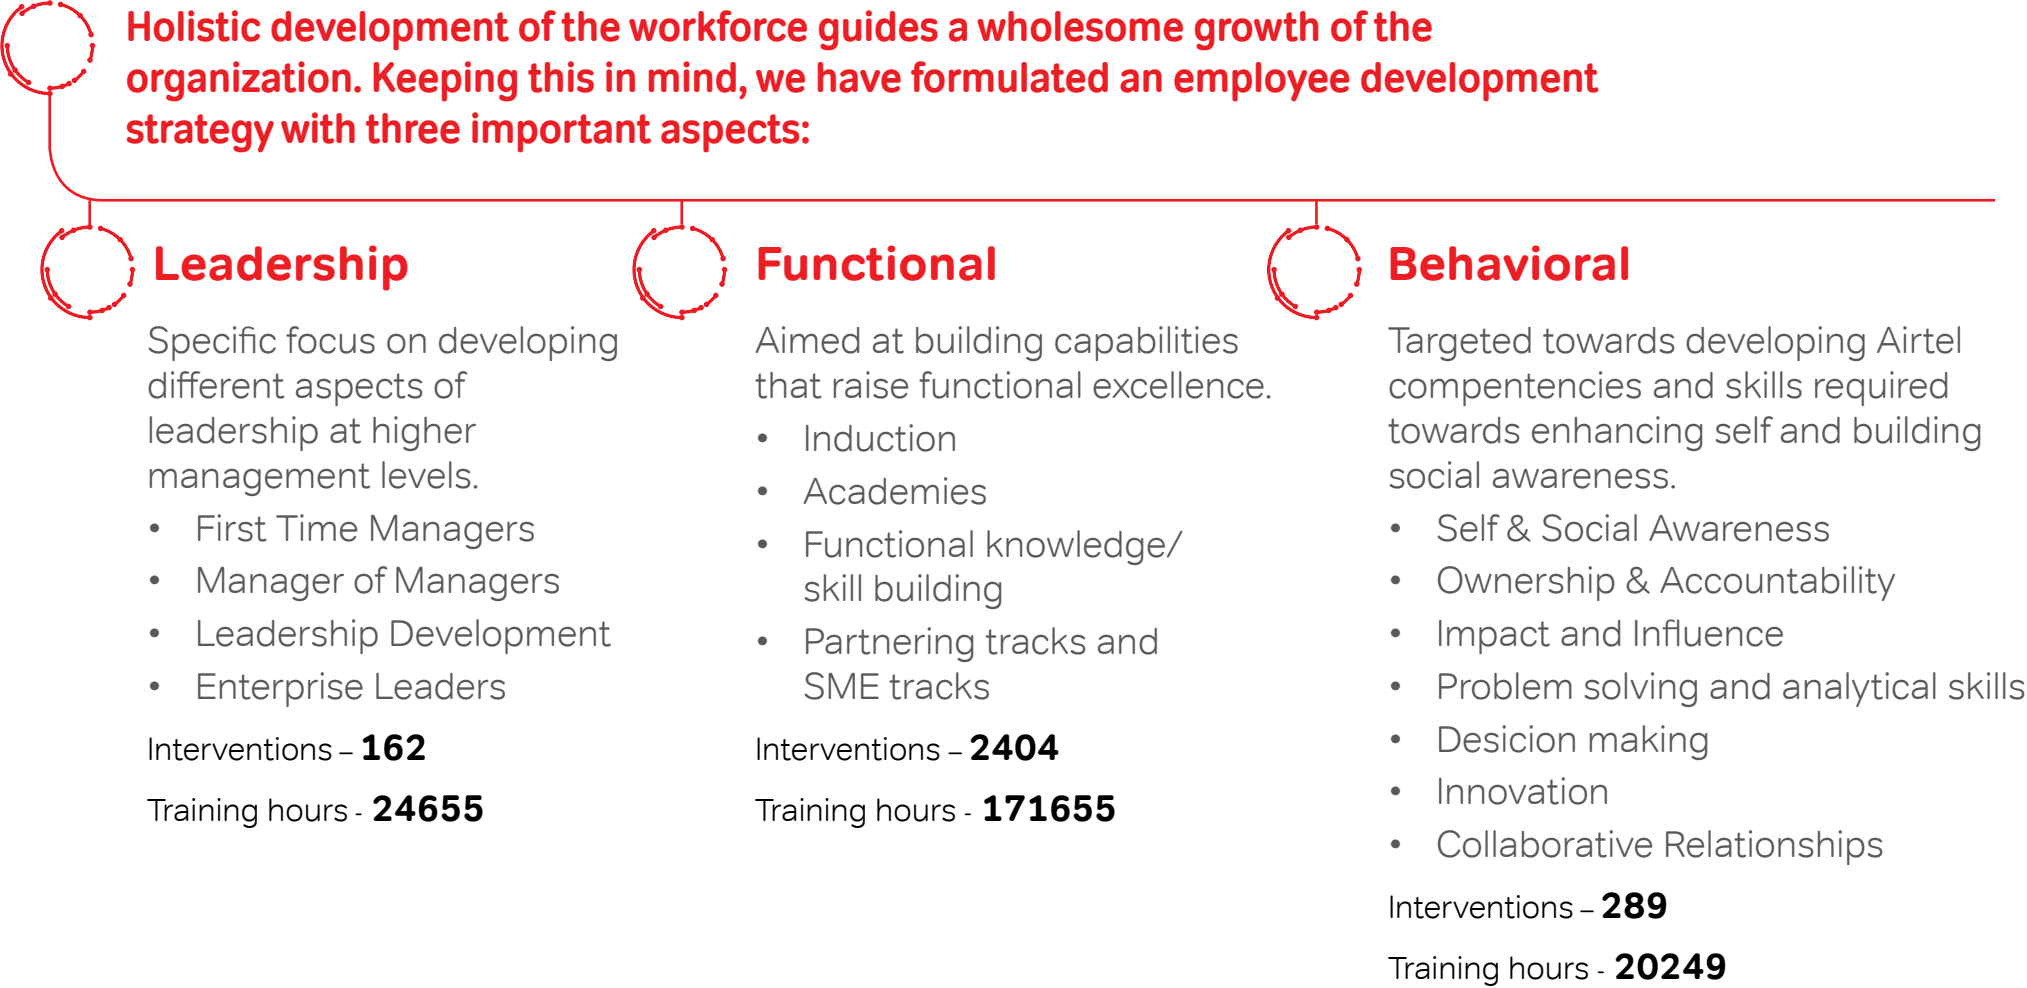 Holistic development of the workforce guides a wholesome growth of the
organization. Keeping this in mind, we have formulated an employee development
strategy with three important aspects:
Leadership
Specific focus on developing
different aspects of
leadership at higher
management levels.
• First Time Managers
• Manager of Managers
• Leadership Development
• Enterprise Leaders
Interventions – 162
Training hours - 24655
Functional
Aimed at building capabilities
that raise functional excellence.
• Induction
• Academies
• Functional knowledge/
skill building
• Partnering tracks and
SME tracks
Interventions – 2404
Training hours - 171655
Behavioral
Targeted towards developing Airtel
compentencies and skills required
towards enhancing self and building
social awareness.
• Self & Social Awareness
• Ownership & Accountability
• Impact and Influence
• Problem solving and analytical skills
• Desicion making
• Innovation
• Collaborative Relationships
Interventions – 289
Training hours - 20249